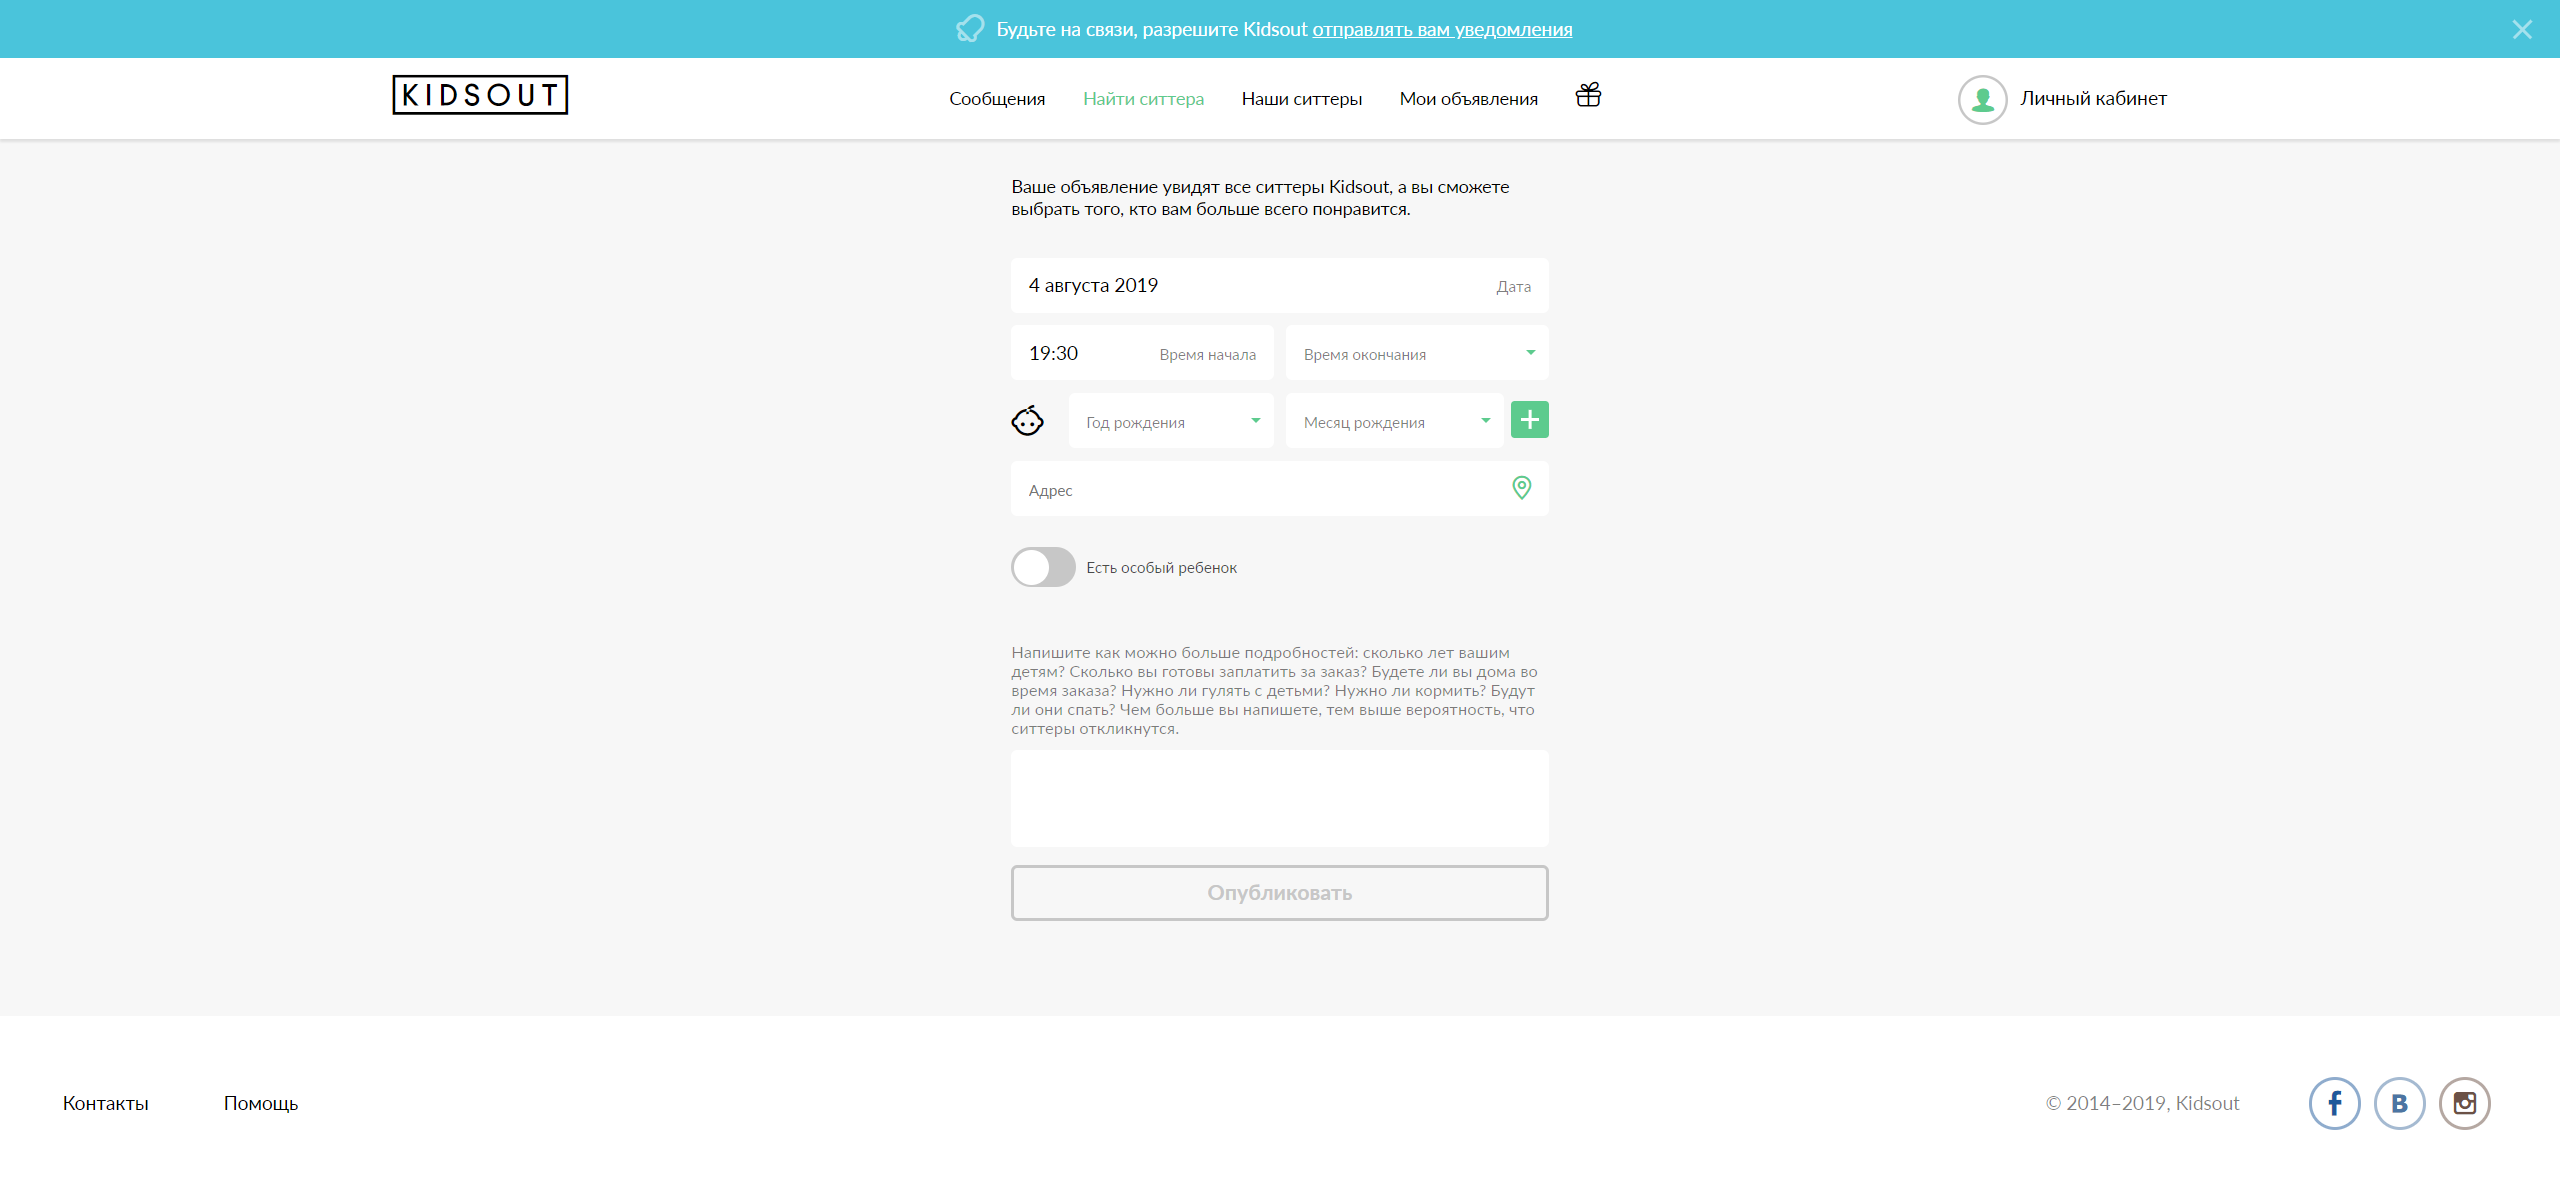 Будьте на связи, разрешите Kidsout отправлять вам уведомления
KIDSOUT
Сообщения
Найти ситтера
Наши ситтеры
Мои объявления
Личный кабинет
Ваше объявление увидят все ситтеры Kidsout, а вы сможете
выбрать того, кто вам больше всего понравится.
4 августа 2019
Дата
19:30
Время начала
Время окончания
Год рождения
Месяц рождения
Адрес
Есть особый ребенок
Напишите как можно больше подробностей: сколько лет вашим
детям? Сколько вы готовы заплатить за заказ? Будете ли вы дома во
время заказа? Нужно ли гулять с детьми? Нужно ли кормить? Будут
ли они спать? Чем больше вы напишете, тем выше вероятность, что
ситтеры откликнутся.
Опубликовать
Контакты
Помощь
© 2014–2019, Kidsout
f
B